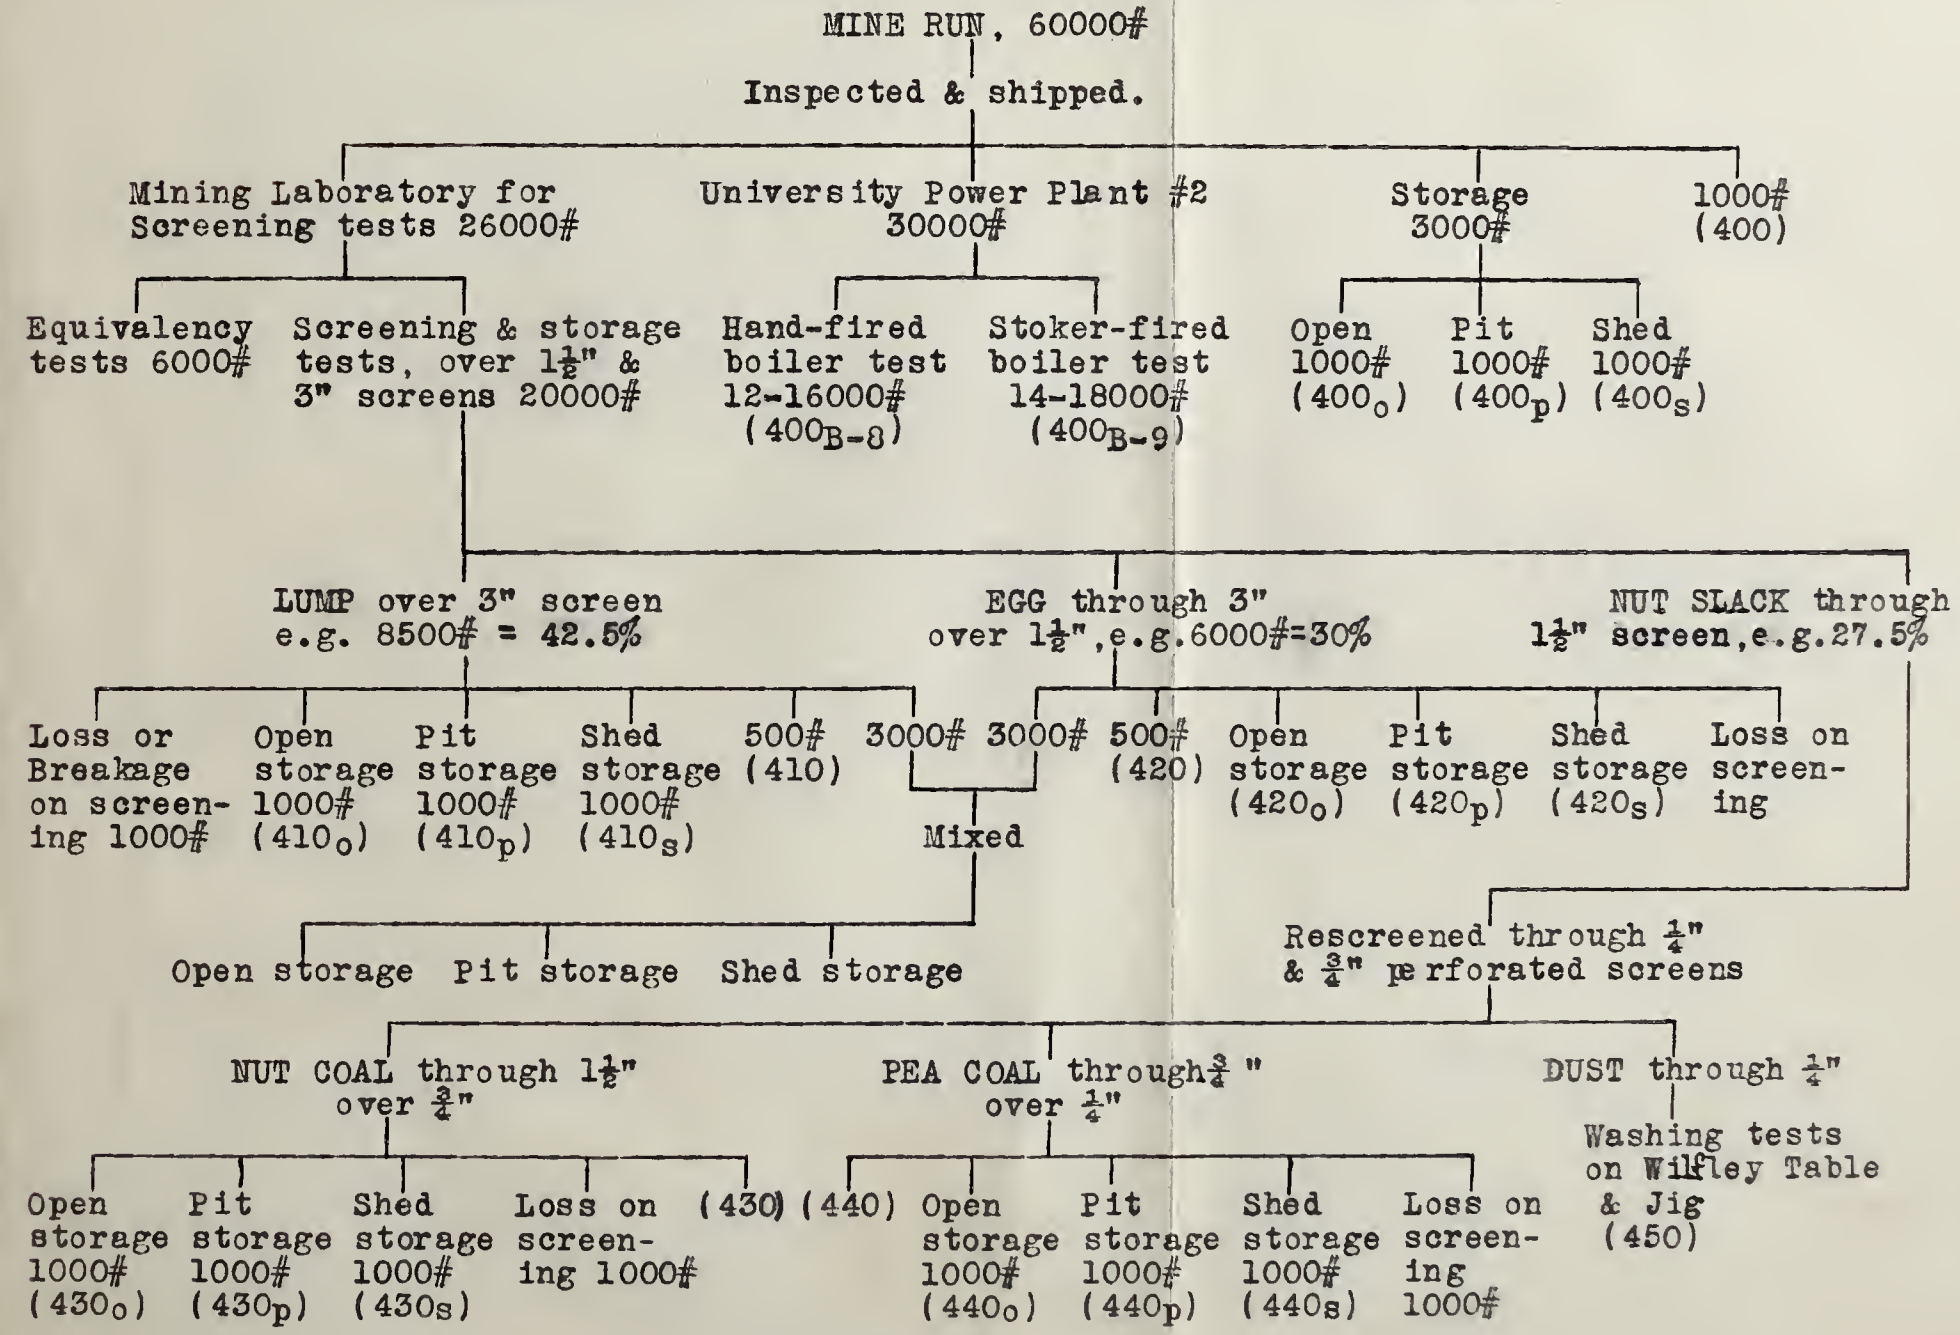 MINE RUN, 60000#
Inspected & shipped.
Mining Laboratory for
Screening tests 26000#
University Power Plant #2
30000#
Storage
3000#
1000#
(400)
Equivalency
tests 6000#
Screening & storage
tests, over 1½" &
3" screens 20000#
Hand-fired
boiler test
12-16000#
(400B-8)
Stoker-fired
boiler test
14-18000#
(400B-9)
Open
1000#
(400o)
Pit
1000#
(400p)
Shed
1000#
(400s)
LUMP over 3" screen
e.g. 8500# = 42.5%
EGG through 3"
over 1½",e.g.6000#=30%
NUT SLACK through
1½" screen,e.g.27.5%
Loss or
Breakage
on screen-
ing 1000#
Open
storage
1000#
(410o)
Pit
storage
1000#
(410p)
Shed
storage
1000#
(410s)
500#
(410)
3000#
3000#
Mixed
500#
(420)
Open
storage
(420o)
Pit
storage
(420p)
Shed
storage
(420s)
Loss on
screen-
ing
Open storage
Pit storage
Shed storage
Rescreened through ¼"
& ¾" perforated screens
NUT COAL through 1½"
over ¾"
PEA COAL through ¾ "
over ¼"
DUST through ¼"
Washing tests
on Wilfley Table
& Jig
(450)
Open
storage
1000#
(430o)
Pit
storage
1000#
(430p)
Shed
storage
1000#
(430s)
Loss on
screen-
ing 1000#
(430)
(440)
Open
storage
1000#
(440o)
Pit
storage
1000#
(440p)
Shed
storage
1000#
(440s)
Loss on
screen-
ing
1000#